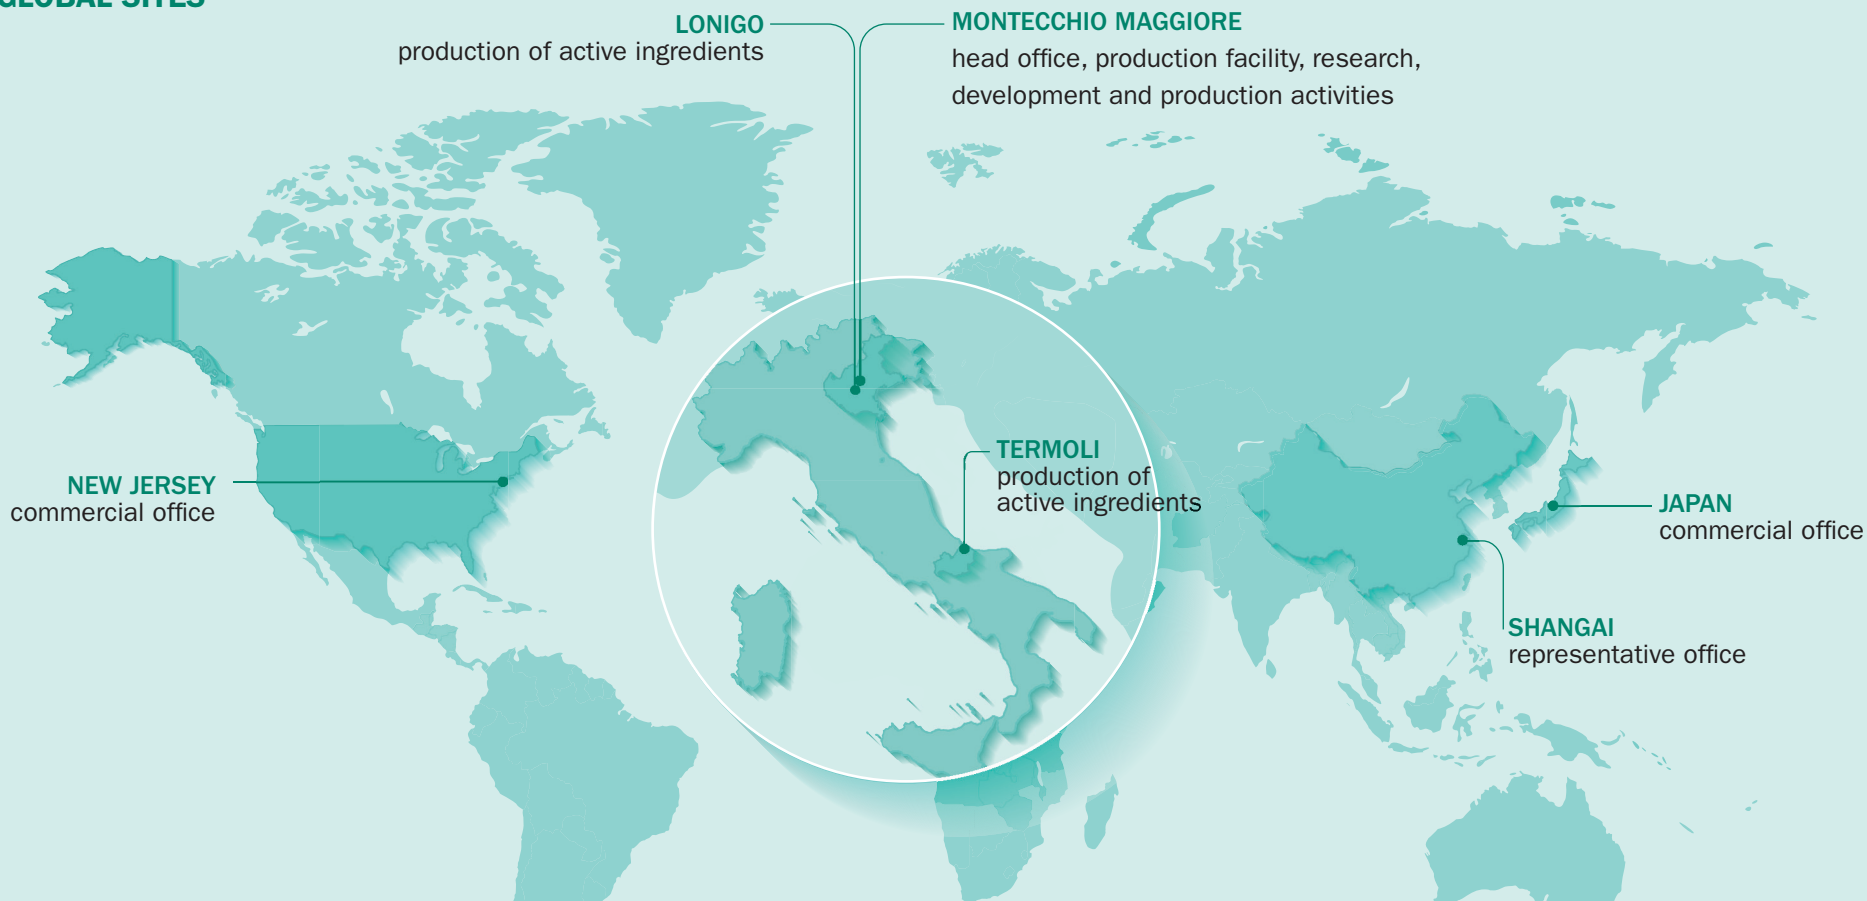 GLOBAL SITES
LONIGO
production of active ingredients
MONTECCHIO MAGGIORE
head office, production facility, research,
development and production activities
NEW JERSEY
commercial office
TERMOLI
production of
active ingredients
JAPAN
commercial office
SHANGAI
representative office